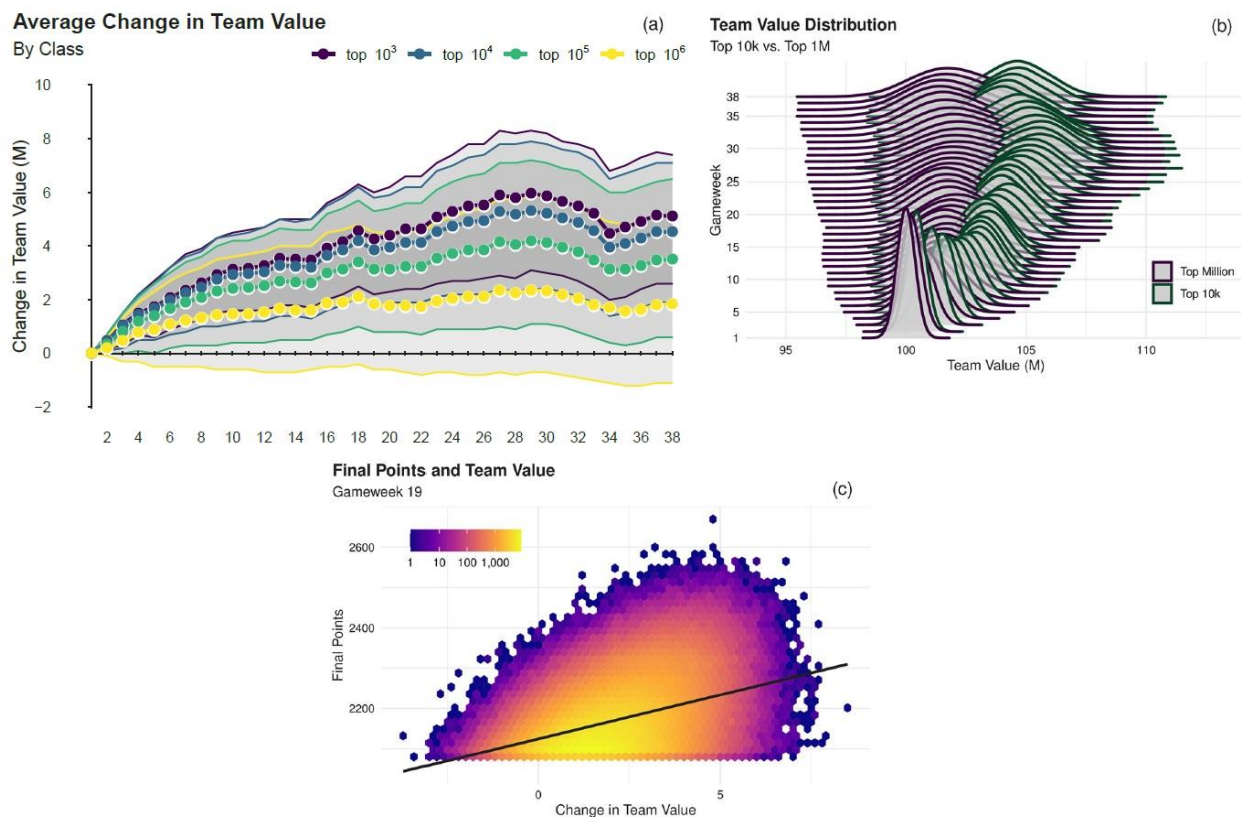 Average Change in Team Value
(a)
By Class
top 10³ top 10⁴ top 10⁵ top 10⁶
Change in Team Value (M)
10
8
6
4
2
0
−2
2 4 6 8 10 12 14 16 18 20 22 24 26 28 30 32 34 36 38
Team Value Distribution
(b)
Top 10k vs. Top 1M
Gameweek
38
35
30
25
20
15
10
5
1
Top Million
Top 10k
95 100 105 110
Team Value (M)
Final Points and Team Value
(c)
Gameweek 19
1 10 100 1,000
Final Points
2600
2400
2200
0 5
Change in Team Value